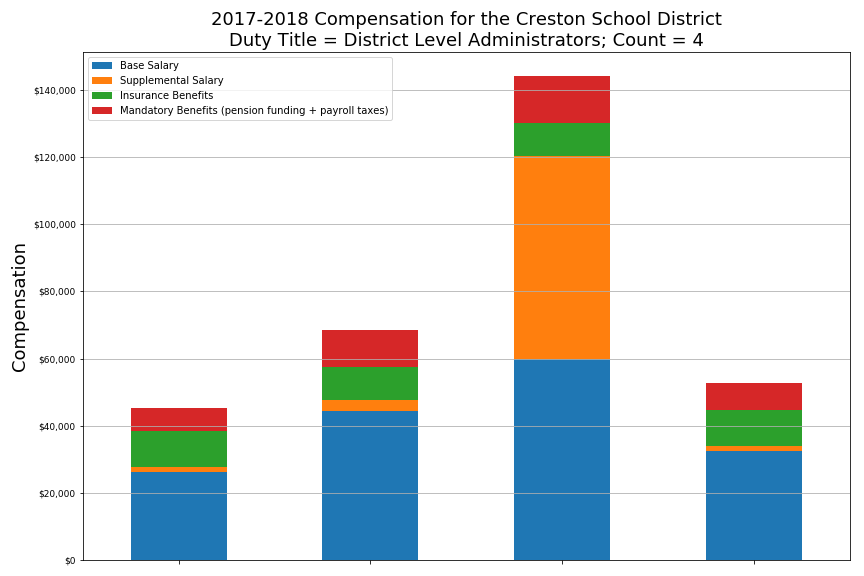 2017-2018 Compensation for the Creston School District
Duty Title = District Level Administrators; Count = 4
Base Salary
Supplemental Salary
Insurance Benefits
Mandatory Benefits (pension funding + payroll taxes)
$140,000
$120,000
$100,000
$80,000
$60,000
$40,000
$20,000
$0
Compensation